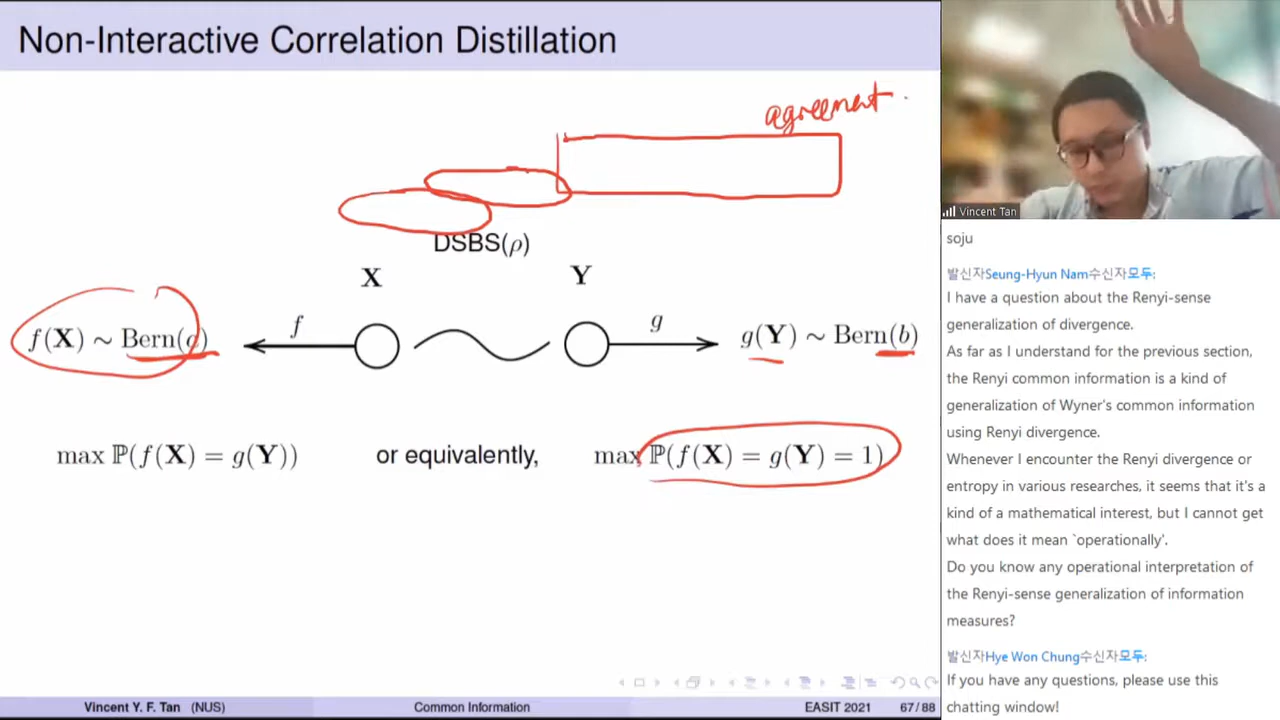 Non-Interactive Correlation Distillation
agreement.
DSBS(ρ)
X Y
f(X) ∼ Bern(a) f g g(Y) ∼ Bern(b)
max ℙ(f(X) = g(Y)) or equivalently, max ℙ(f(X) = g(Y) = 1)
Vincent Y. F. Tan (NUS) Common Information EASIT 2021 67/88
Vincent Tan
soju
발신자Seung-Hyun Nam수신자모두:
I have a question about the Renyi-sense
generalization of divergence.
As far as I understand for the previous section,
the Renyi common information is a kind of
generalization of Wyner's common information
using Renyi divergence.
Whenever I encounter the Renyi divergence or
entropy in various researches, it seems that it's a
kind of a mathematical interest, but I cannot get
what does it mean `operationally'.
Do you know any operational interpretation of
the Renyi-sense generalization of information
measures?
발신자Hye Won Chung수신자모두:
If you have any questions, please use this
chatting window!